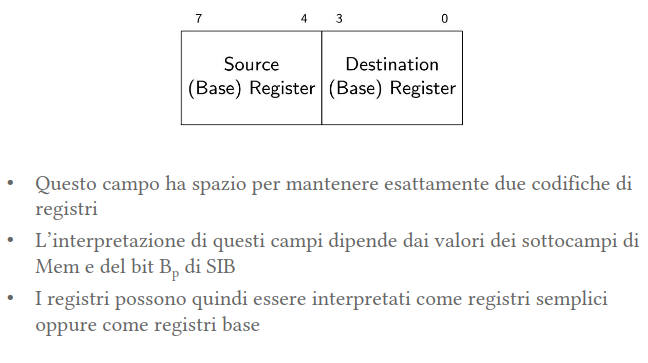 7 4 3 0
Source Destination
(Base) Register (Base) Register
• Questo campo ha spazio per mantenere esattamente due codifiche di
registri
• L'interpretazione di questi campi dipende dai valori dei sottocampi di
Mem e del bit Bp di SIB
• I registri possono quindi essere interpretati come registri semplici
oppure come registri base